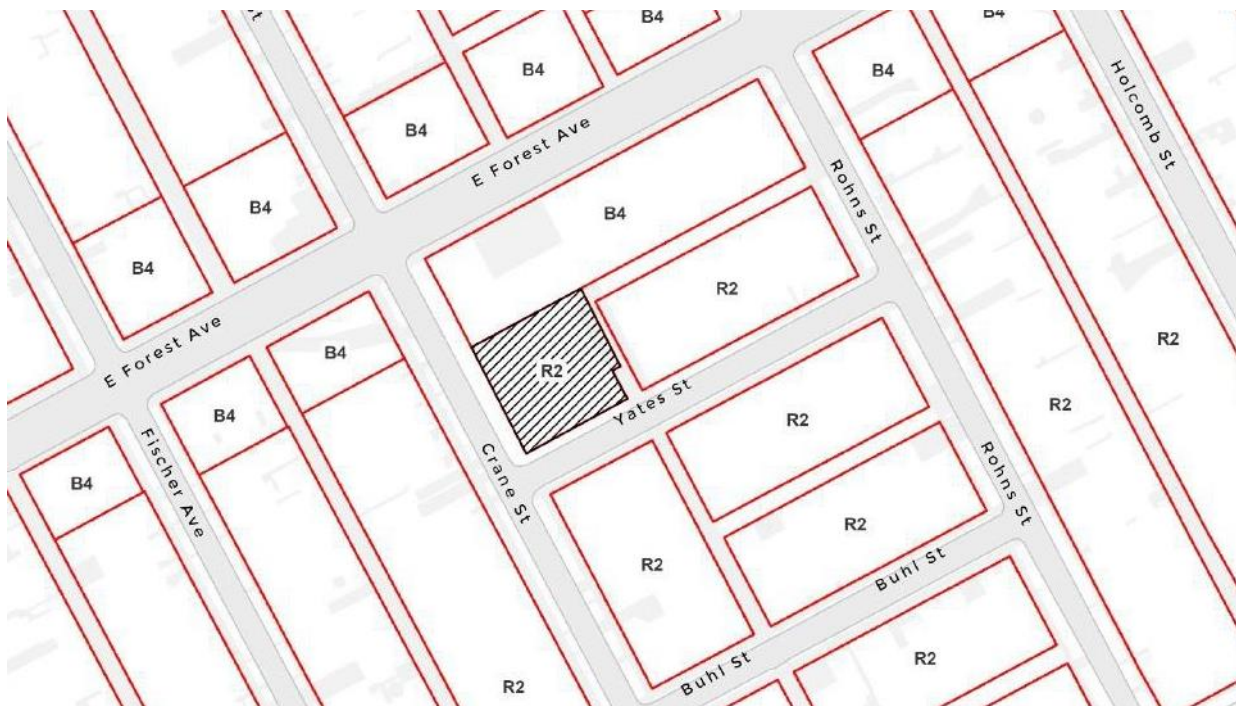 B4
B4
B4
B4
B4
Holcomb St
B4
E Forest Ave
Rohns St
B4
B4
B4
R2
E Forest Ave
B4
R2
R2
B4
Yates St
R2
R2
Fischer Ave
Crane St
Rohns St
B4
R2
R2
Buhl St
R2
R2
Buhl St